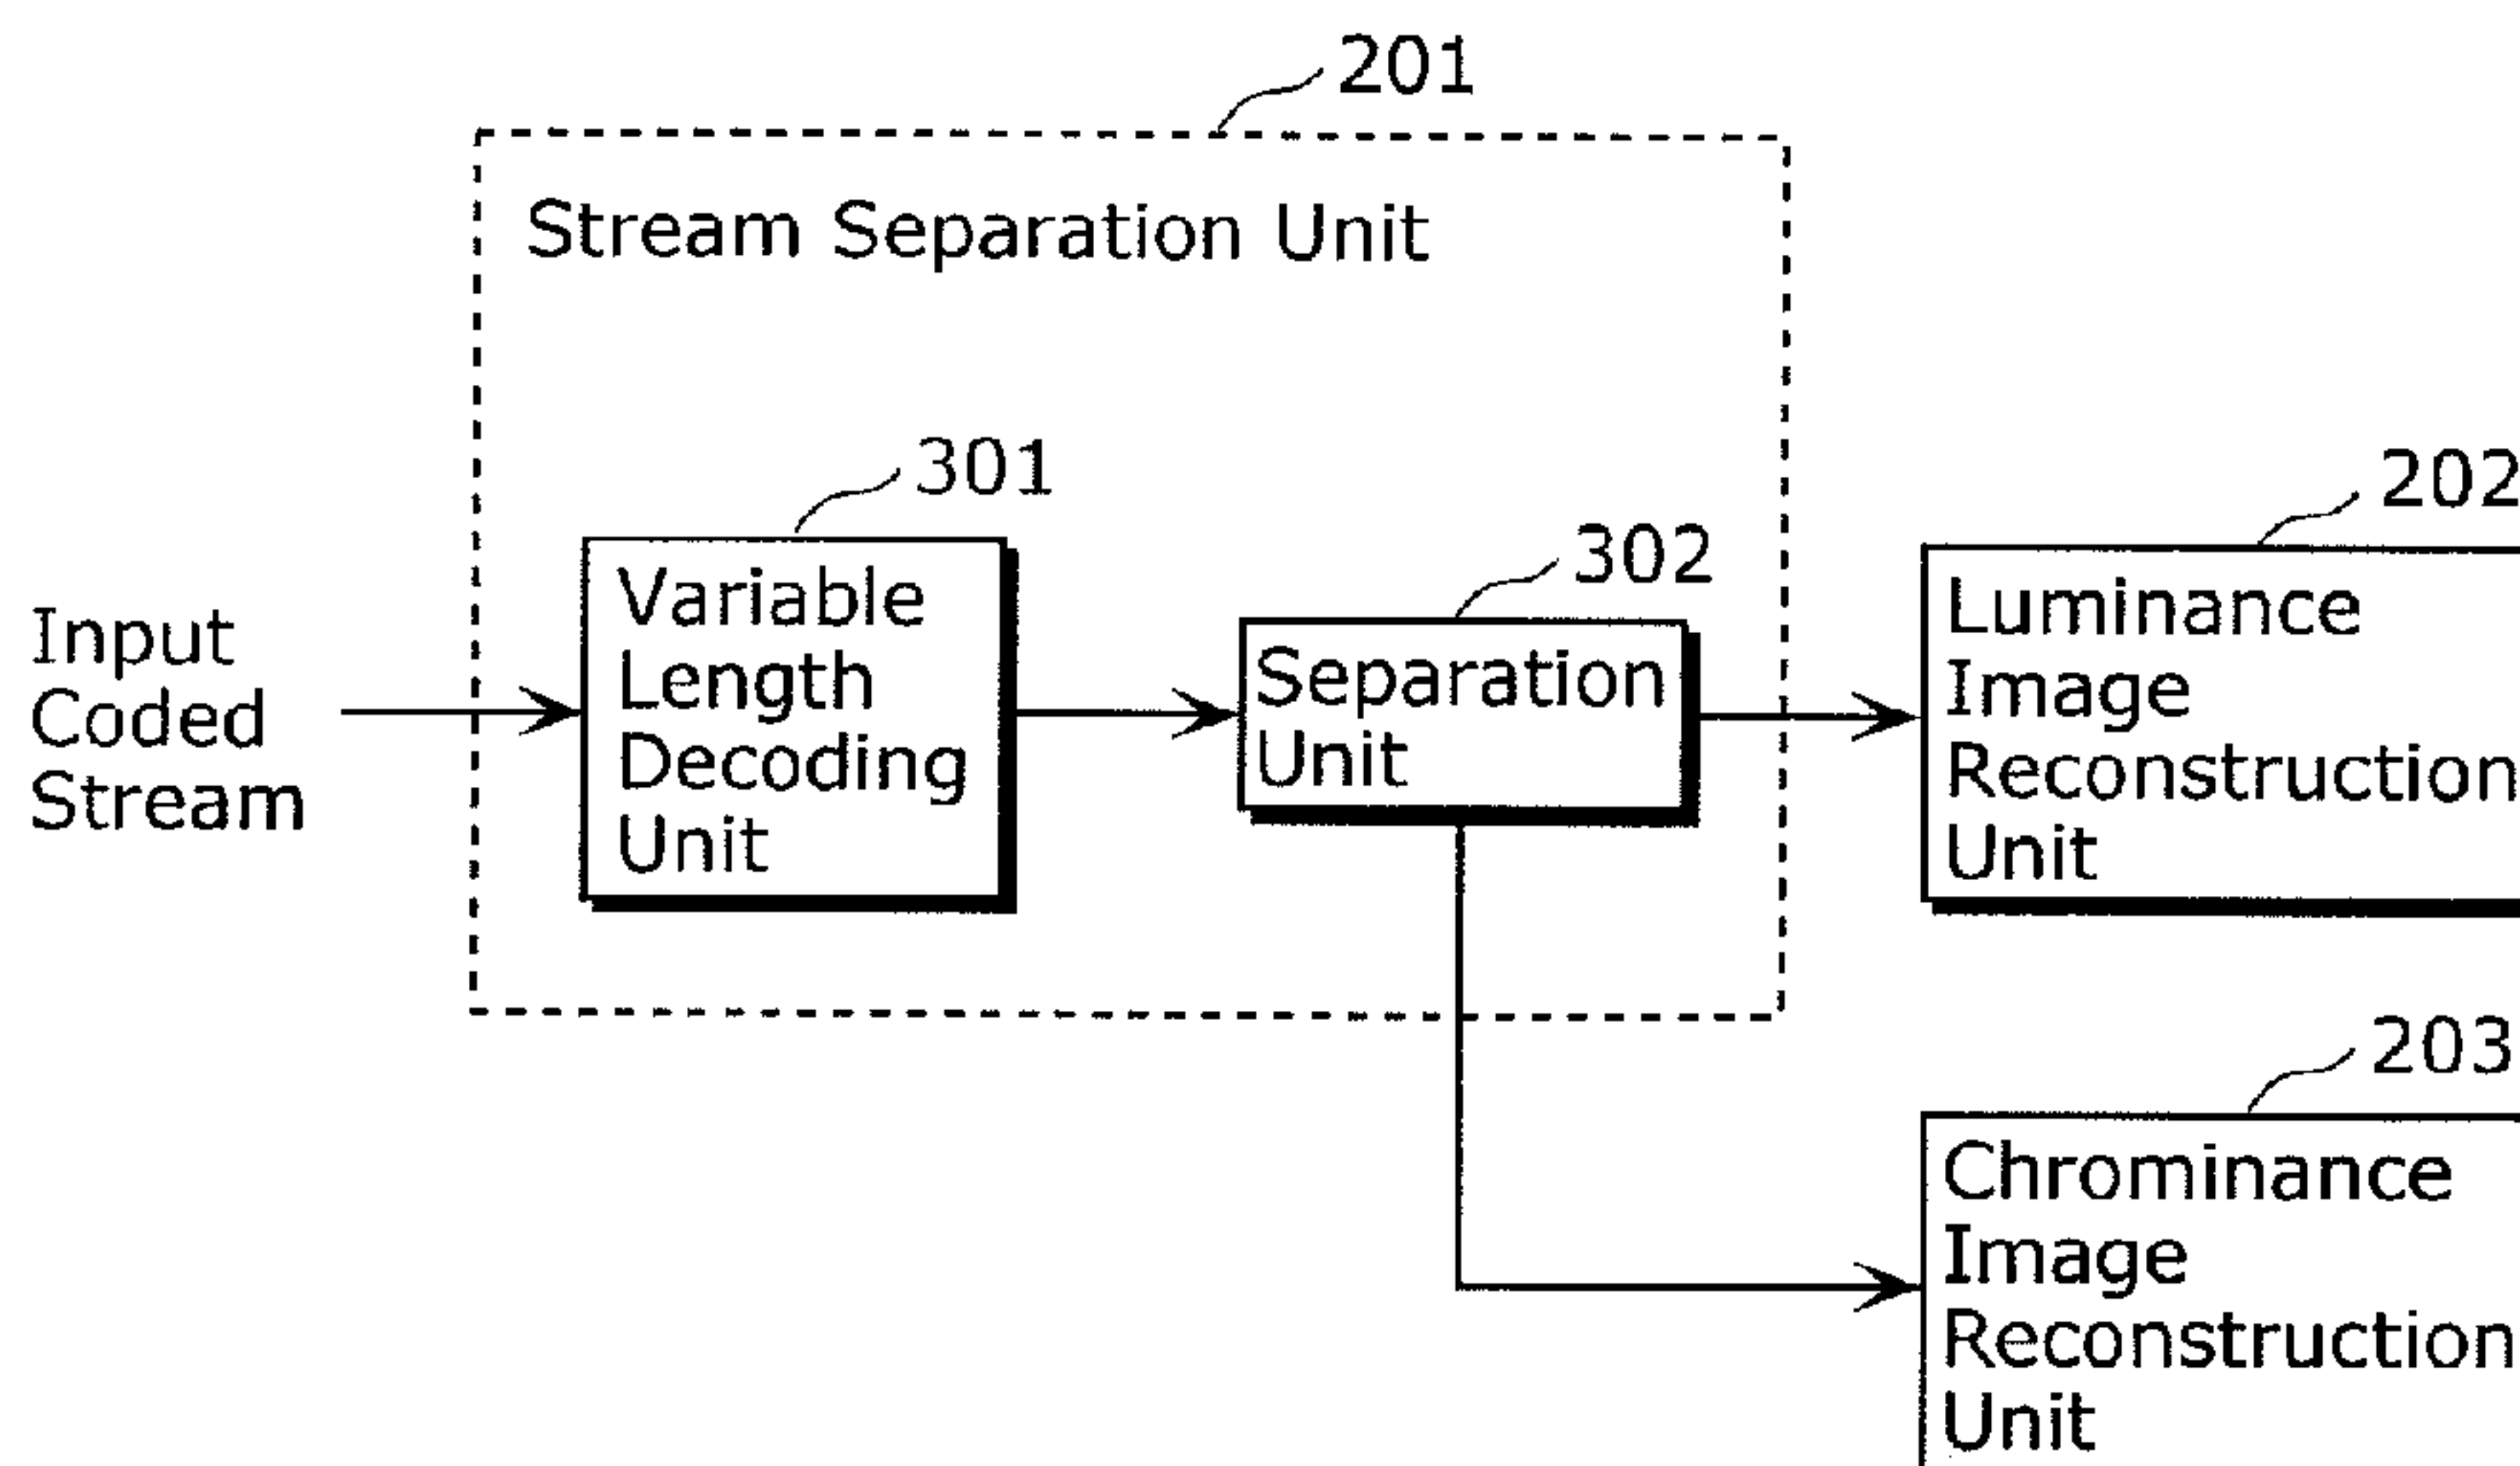 201
Stream Separation Unit
301
302
202
Input
Coded
Stream
Variable
Length
Decoding
Unit
Separation
Unit
Luminance
Image
Reconstruction
Unit
203
Chrominance
Image
Reconstruction
Unit